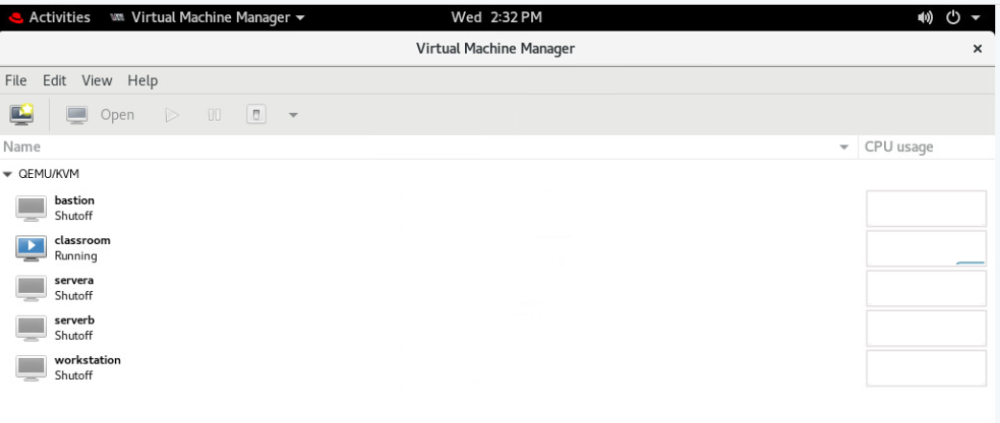 Activities Virtual Machine Manager Wed 2:32 PM
Virtual Machine Manager ×
File Edit View Help
Open
Name CPU usage
QEMU/KVM
bastion
Shutoff
classroom
Running
servera
Shutoff
serverb
Shutoff
workstation
Shutoff